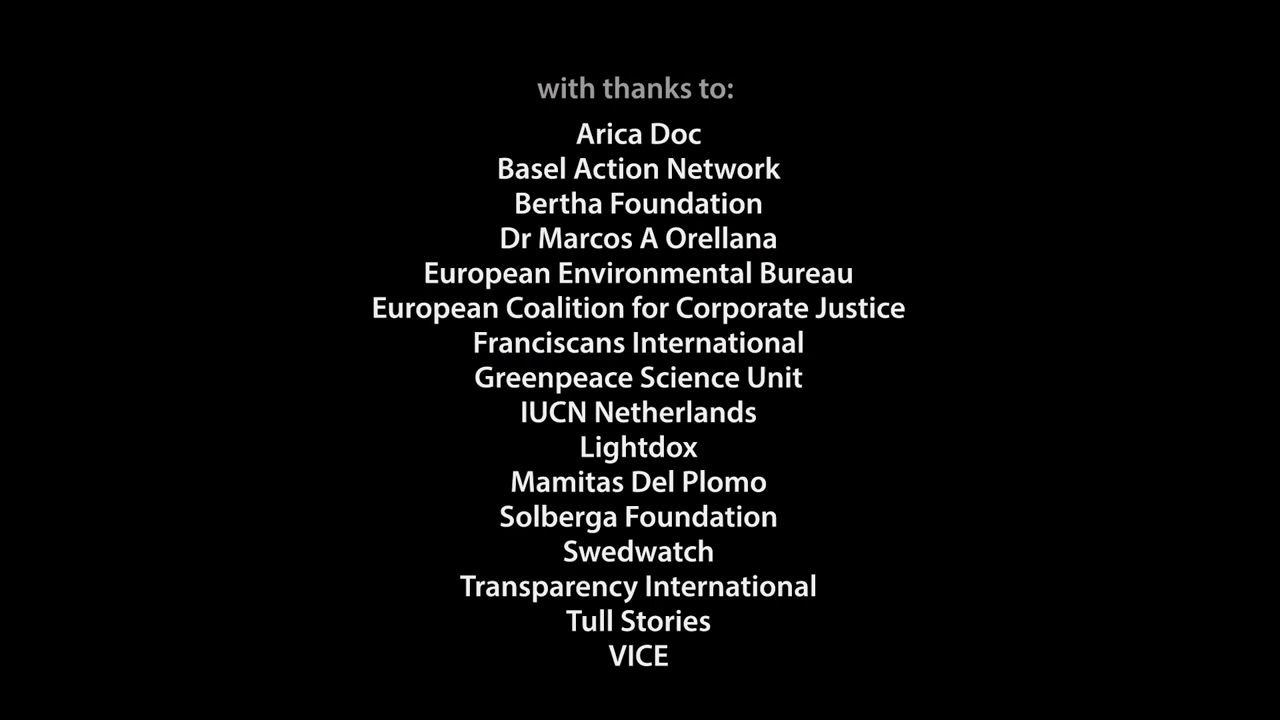 with thanks to:
Arica Doc
Basel Action Network
Bertha Foundation
Dr Marcos A Orellana
European Environmental Bureau
European Coalition for Corporate Justice
Franciscans International
Greenpeace Science Unit
IUCN Netherlands
Lightdox
Mamitas Del Plomo
Solberga Foundation
Swedwatch
Transparency International
Tull Stories
VICE